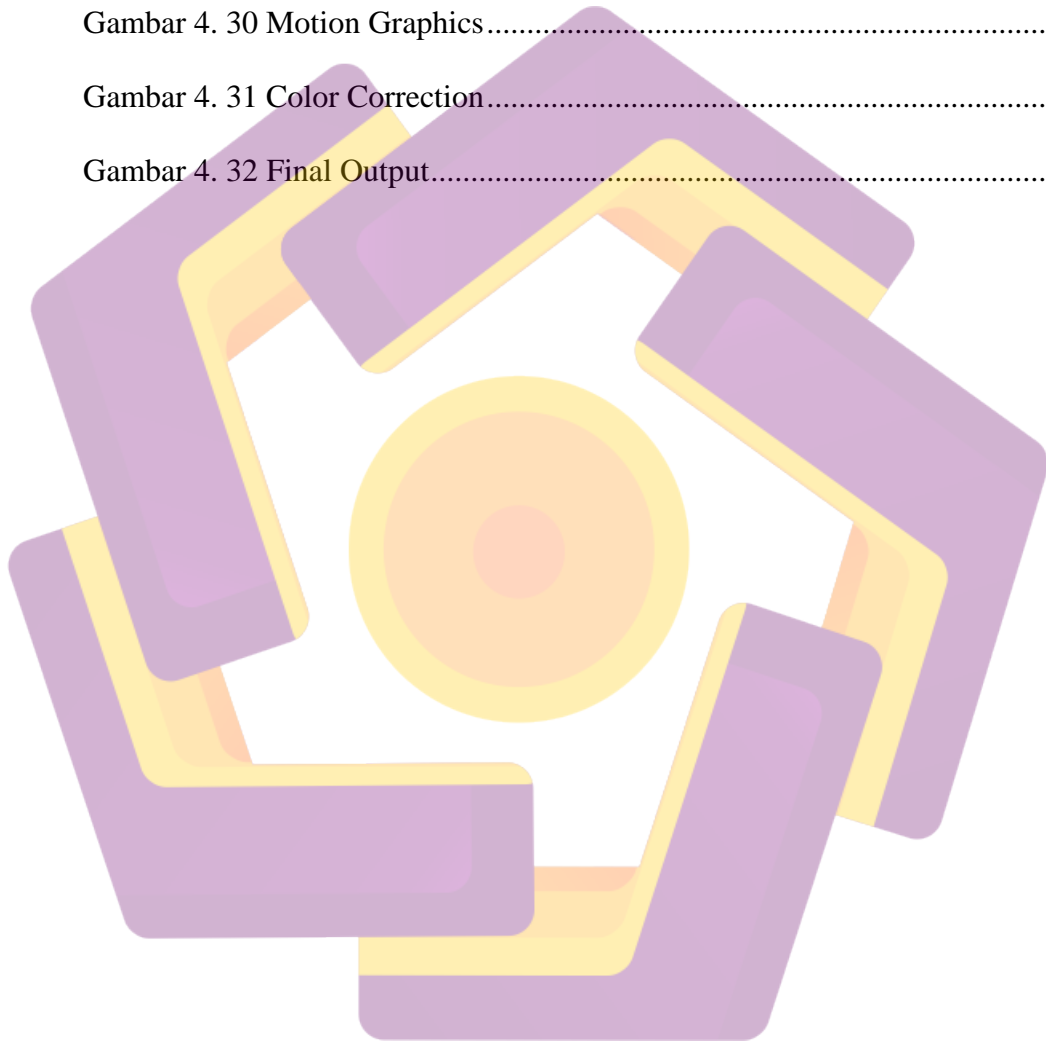 Gambar 4. 30 Motion Graphics......................................................................
Gambar 4. 31 Color Correction......................................................................
Gambar 4. 32 Final Output.............................................................................